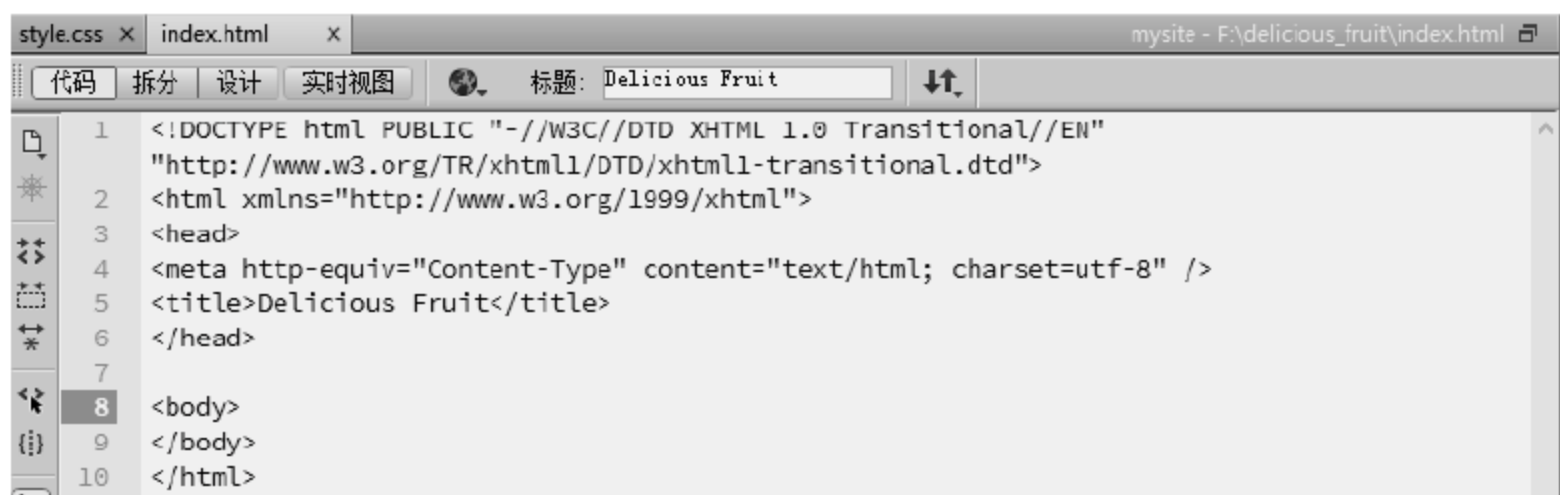 style.css × index.html ×
mysite - F:\delicious_fruit\index.html
代码 拆分 设计 实时视图 标题: Delicious Fruit
1 <!DOCTYPE html PUBLIC "-//W3C//DTD XHTML 1.0 Transitional//EN"
"http://www.w3.org/TR/xhtml1/DTD/xhtml1-transitional.dtd">
2 <html xmlns="http://www.w3.org/1999/xhtml">
3 <head>
4 <meta http-equiv="Content-Type" content="text/html; charset=utf-8" />
5 <title>Delicious Fruit</title>
6 </head>
7
8 <body>
9 </body>
10 </html>